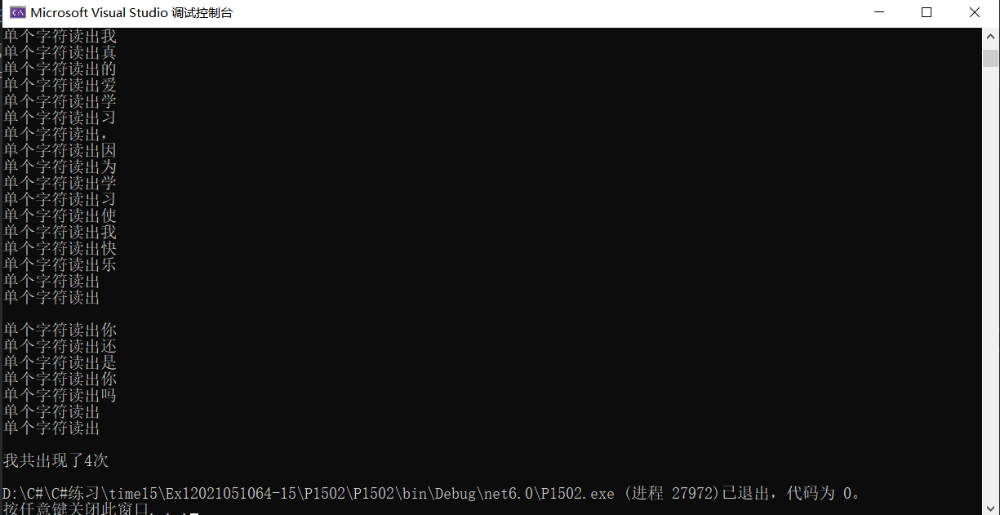 Microsoft Visual Studio 调试控制台
单个字符读出我
单个字符读出真
单个字符读出的
单个字符读出爱
单个字符读出学
单个字符读出习
单个字符读出，
单个字符读出因
单个字符读出为
单个字符读出学
单个字符读出习
单个字符读出使
单个字符读出我
单个字符读出快
单个字符读出乐
单个字符读出
单个字符读出
单个字符读出你
单个字符读出还
单个字符读出是
单个字符读出你
单个字符读出吗
单个字符读出
单个字符读出
我共出现了4次
D:\C#\C#练习\time15\Ex12021051064-15\P1502\P1502\bin\Debug\net6.0\P1502.exe (进程 27972)已退出，代码为 0。
按任意键关闭此窗口. . .